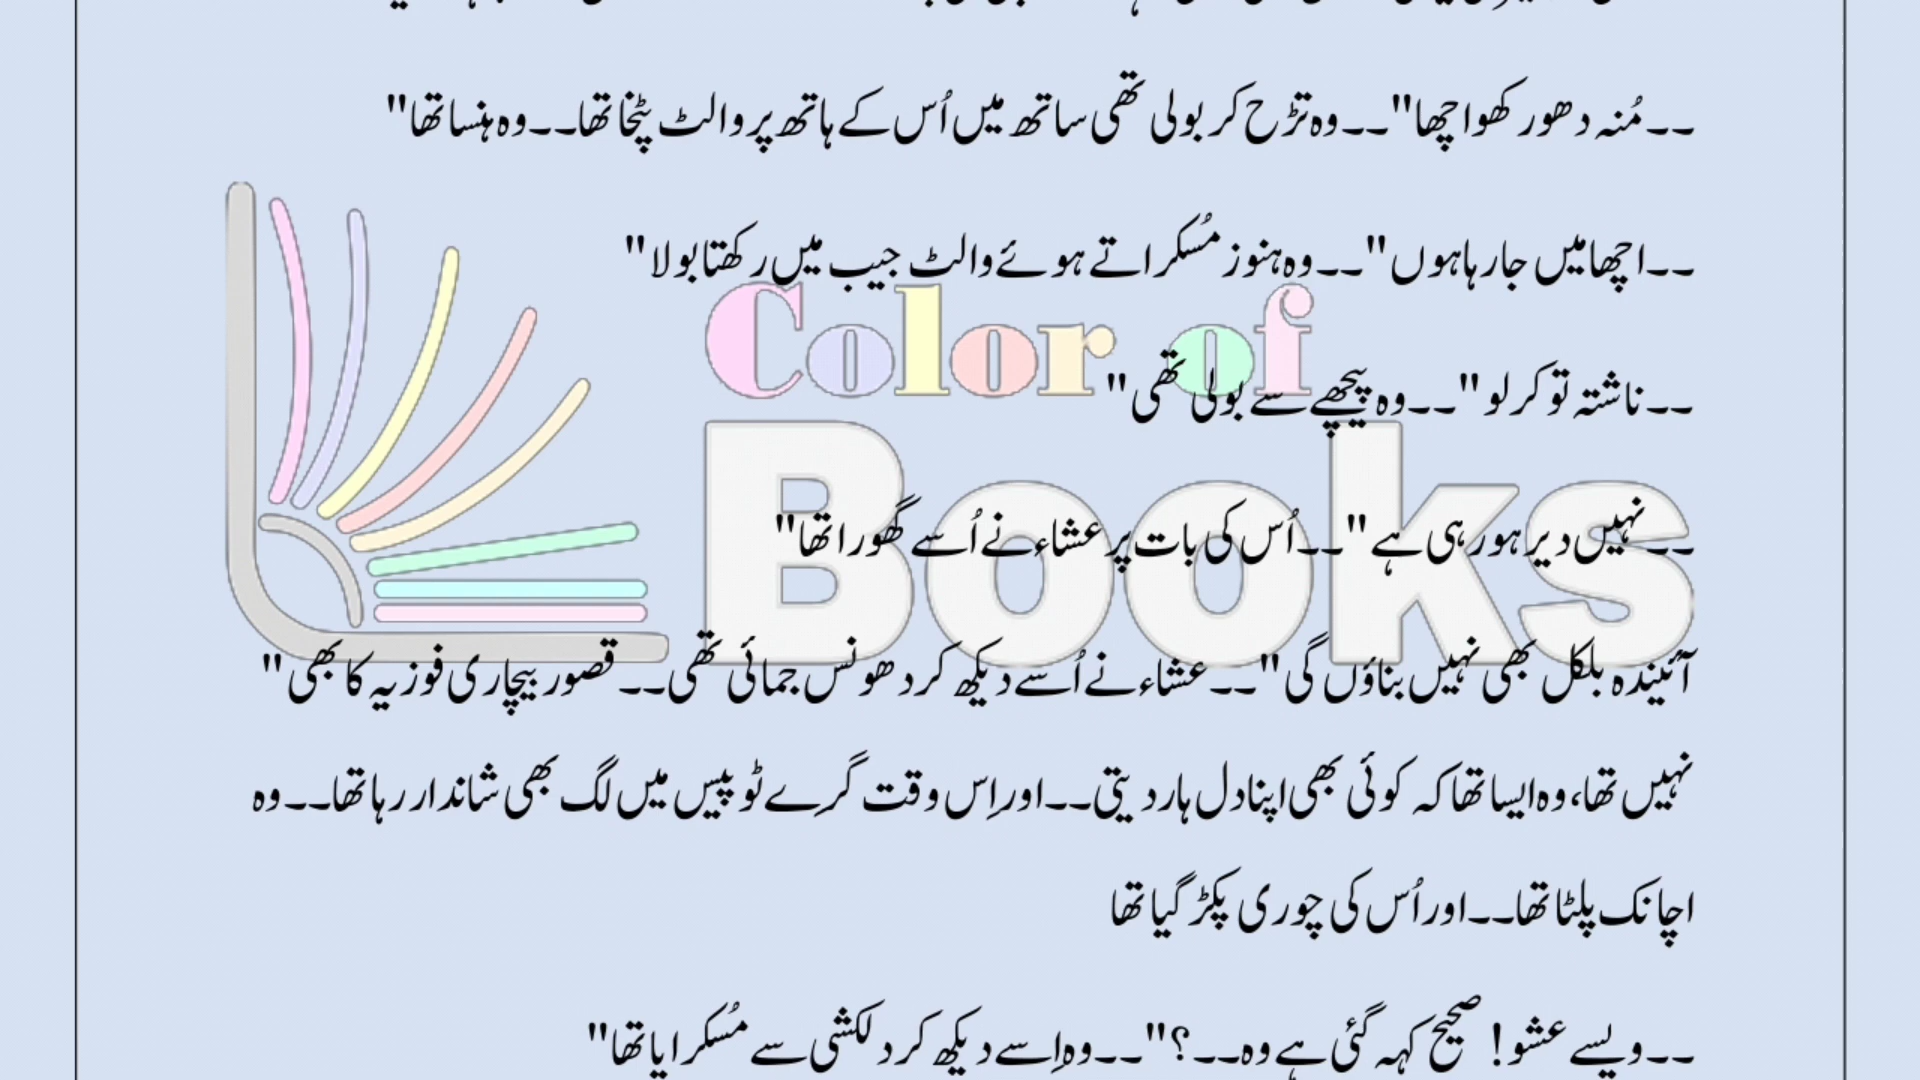 ۔۔مُنہ دھو رکھو اچھا"۔۔وہ تڑح کر بولی تھی ساتھ میں اُس کے ہاتھ پر والٹ پٹخا تھا۔۔وہ ہنسا تھا"
۔۔اچھا میں جا رہا ہوں"۔۔وہ ہنوز مُسکراتے ہوئے والٹ جیب میں رکھتا بولا"
Color of
۔۔ناشتہ تو کر لو"۔۔وہ پیچھے سے بولی تھی"
Books
۔۔نہیں دیر ہو رہی ہے"۔۔اُس کی بات پر عشاء نے اُسے گھورا تھا"
آئیندہ بلکل بھی نہیں بناؤں گی"۔۔عشاء نے اُسے دیکھ کر دھونس جمائی تھی۔۔قصور بیچاری فوزیہ کا بھی"
نہیں تھا، وہ ایسا تھا کہ کوئی بھی اپنا دل ہار دیتی۔۔اور اِس وقت گرے ٹو پیس میں لگ بھی شاندار رہا تھا۔۔وہ
اچانک پلٹا تھا۔۔اور اُس کی چوری پکڑ گیا تھا
۔۔ویسے عشو! صحیح کہہ گئی ہے وہ۔۔؟"۔۔وہ اِسے دیکھ کر دلکشی سے مُسکرایا تھا"